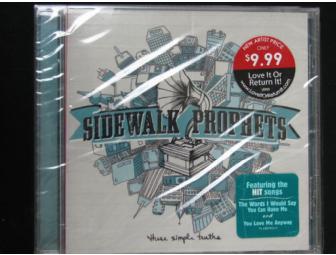 NEW ARTIST PRICE
ONLY
$9.99
Love It Or
Return It!
SIDEWALK PROPHETS
these simple truths
Featuring the
HIT songs
The Words I Would Say
You Can Have Me
and
You Love Me Anyway